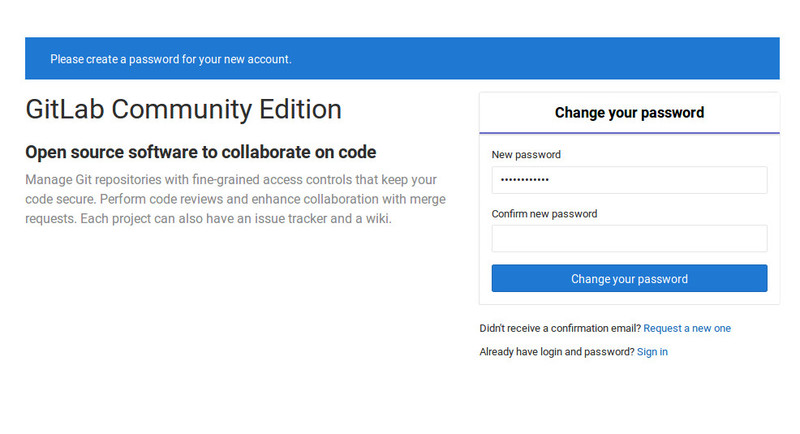 Please create a password for your new account.
GitLab Community Edition
Open source software to collaborate on code
Manage Git repositories with fine-grained access controls that keep your
code secure. Perform code reviews and enhance collaboration with merge
requests. Each project can also have an issue tracker and a wiki.
Change your password
New password
••••••••••••
Confirm new password
Change your password
Didn't receive a confirmation email? Request a new one
Already have login and password? Sign in